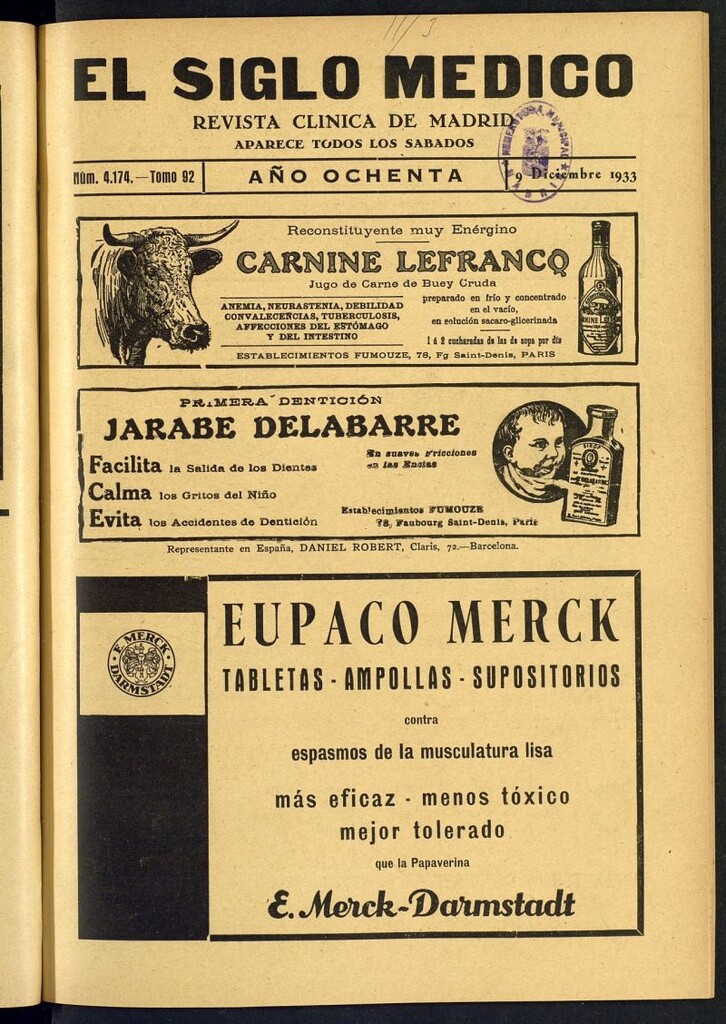 11/3
EL SIGLO MEDICO
REVISTA CLINICA DE MADRID
APARECE TODOS LOS SABADOS
Núm. 4.174.—Tomo 92
AÑO OCHENTA
9 Diciembre 1933
HEMEROTECA MUNICIPAL
MADRID
Reconstituyente muy Enérgino
CARNINE LEFRANCQ
Jugo de Carne de Buey Cruda
ANEMIA, NEURASTENIA, DEBILIDAD
CONVALECENCIAS, TUBERCULOSIS,
AFFECCIONES DEL ESTÓMAGO
Y DEL INTESTINO
preparado en frío y concentrado
en el vacío,
en solución sacaro-glicerinada
1 á 2 cucharadas de las de sopa por día
ESTABLECIMIENTOS FUMOUZE, 78, Fg Saint-Denis, PARIS
PRIMERA DENTICIÓN
JARABE DELABARRE
Facilita la Salida de los Dientes
Calma los Gritos del Niño
Evita los Accidentes de Dentición
En suaves Fricciones
en las Encías
Establecimientos FUMOUZE
78, Faubourg Saint-Denis, Paris
SIROP
Representante en España, DANIEL ROBERT, Claris, 72.—Barcelona.
E. MERCK · DARMSTADT
EUPACO MERCK
TABLETAS - AMPOLLAS - SUPOSITORIOS
contra
espasmos de la musculatura lisa
más eficaz - menos tóxico
mejor tolerado
que la Papaverina
E. Merck-Darmstadt